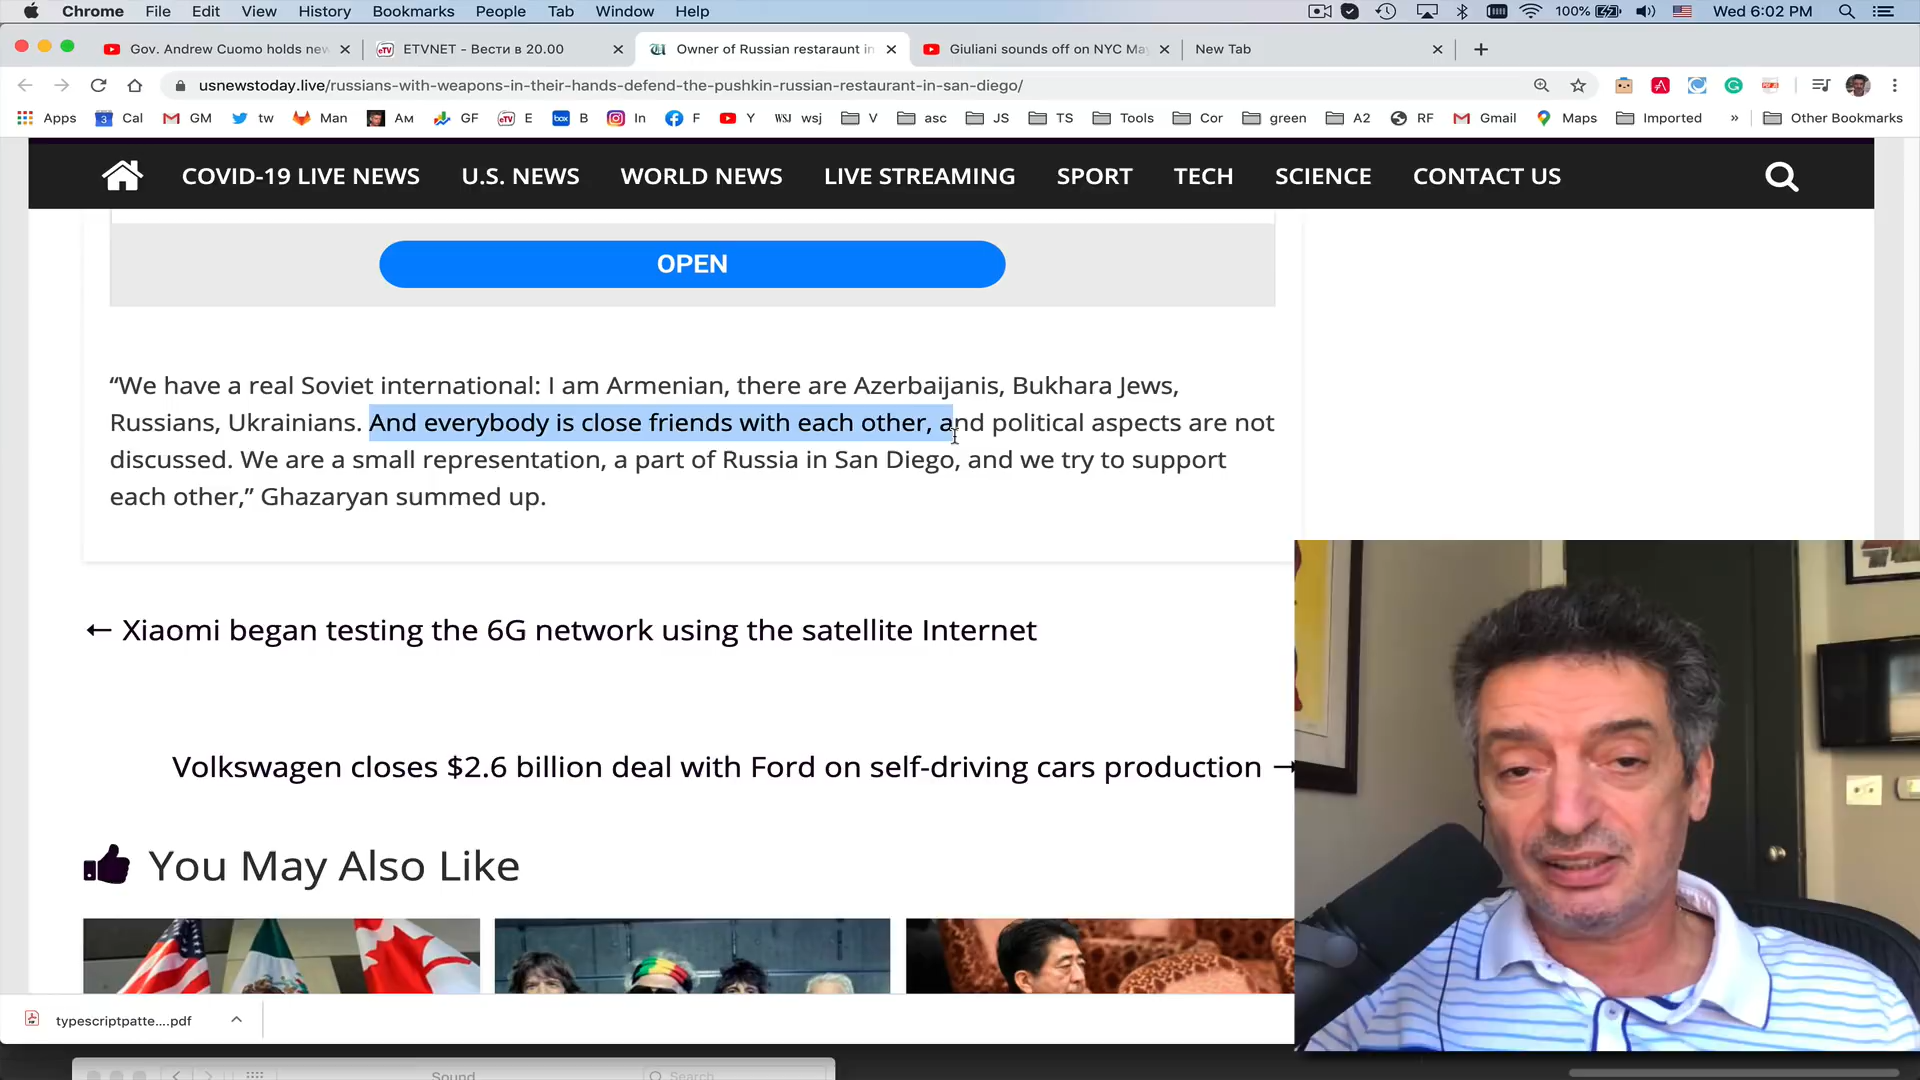 Chrome File Edit View History Bookmarks People Tab Window Help 100% Wed 6:02 PM
Gov. Andrew Cuomo holds new ETVNET - Вести в 20.00 Owner of Russian restaraunt in Giuliani sounds off on NYC Ma New Tab
usnewstoday.live/russians-with-weapons-in-their-hands-defend-the-pushkin-russian-restaurant-in-san-diego/
Apps Cal GM tw Man Ам GF E B In F Y wsj V asc JS TS Tools Cor green A2 RF Gmail Maps Imported » Other Bookmarks
COVID-19 LIVE NEWS U.S. NEWS WORLD NEWS LIVE STREAMING SPORT TECH SCIENCE CONTACT US
OPEN
“We have a real Soviet international: I am Armenian, there are Azerbaijanis, Bukhara Jews,
Russians, Ukrainians. And everybody is close friends with each other, and political aspects are not
discussed. We are a small representation, a part of Russia in San Diego, and we try to support
each other,” Ghazaryan summed up.
← Xiaomi began testing the 6G network using the satellite Internet
Volkswagen closes $2.6 billion deal with Ford on self-driving cars production →
You May Also Like
typescriptpatte....pdf
Sound Search